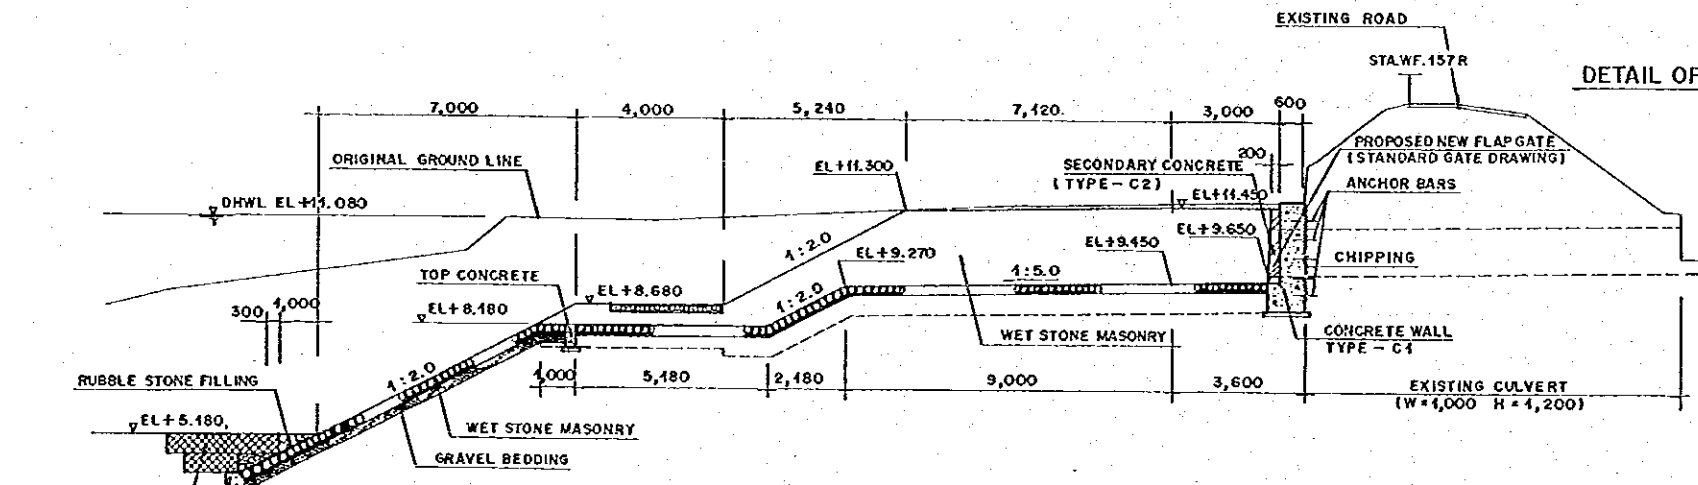 EXISTING ROAD
STA.WF.157R
DETAIL OF
7,000
4,000
5,240
7,120.
3,000
600
ORIGINAL GROUND LINE
EL+11.300
SECONDARY CONCRETE
(TYPE-C2)
200
PROPOSED NEW FLAP GATE
(STANDARD GATE DRAWING)
ANCHOR BARS
DHWL EL+11.080
EL+11.450
EL+9.650
1:2.0
EL+9.270
EL+9.450
CHIPPING
TOP CONCRETE
1:5.0
EL+8.680
1:2.0
300
1,000
EL+8.180
WET STONE MASONRY
CONCRETE WALL
TYPE-C1
1:2.0
RUBBLE STONE FILLING
1,000
5,180
2,180
9,000
3,600
EXISTING CULVERT
(W=1,000 H=1,200)
EL+5.180,
WET STONE MASONRY
GRAVEL BEDDING